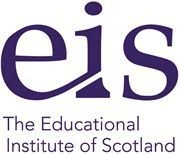 eis
The Educational
Institute of Scotland